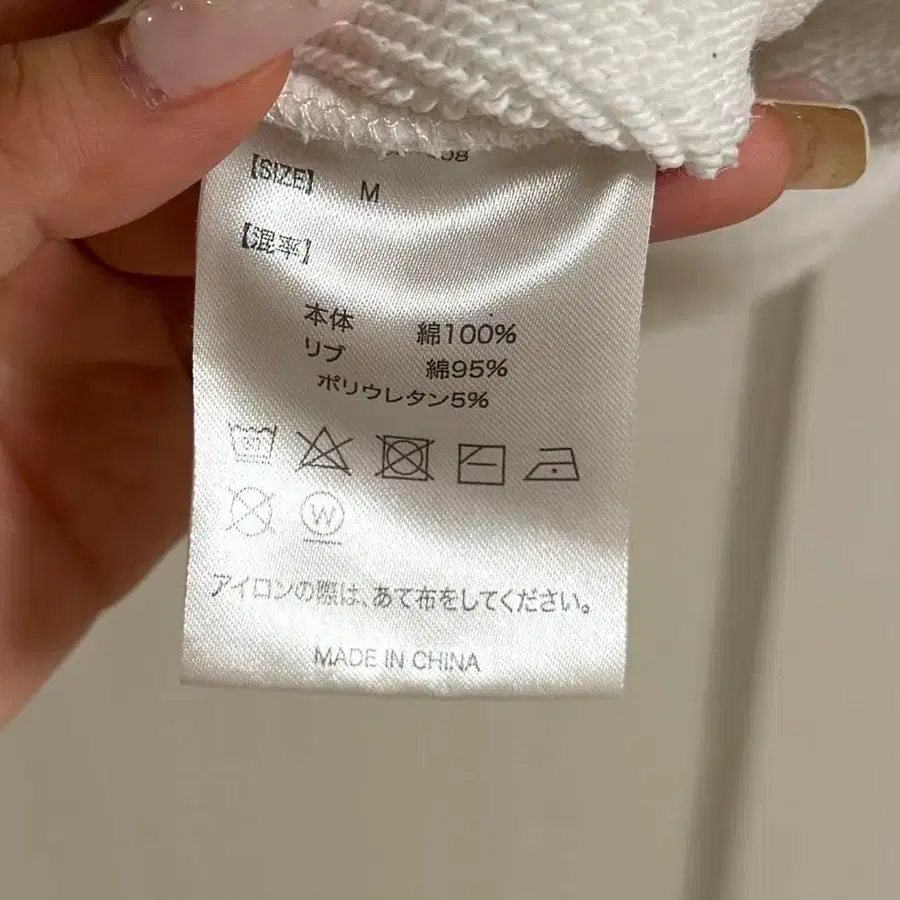 【SIZE】 M
【混率】
本体 綿100%
リブ 綿95%
ポリウレタン5%
30
W
アイロンの際は、あて布をしてください。
MADE IN CHINA